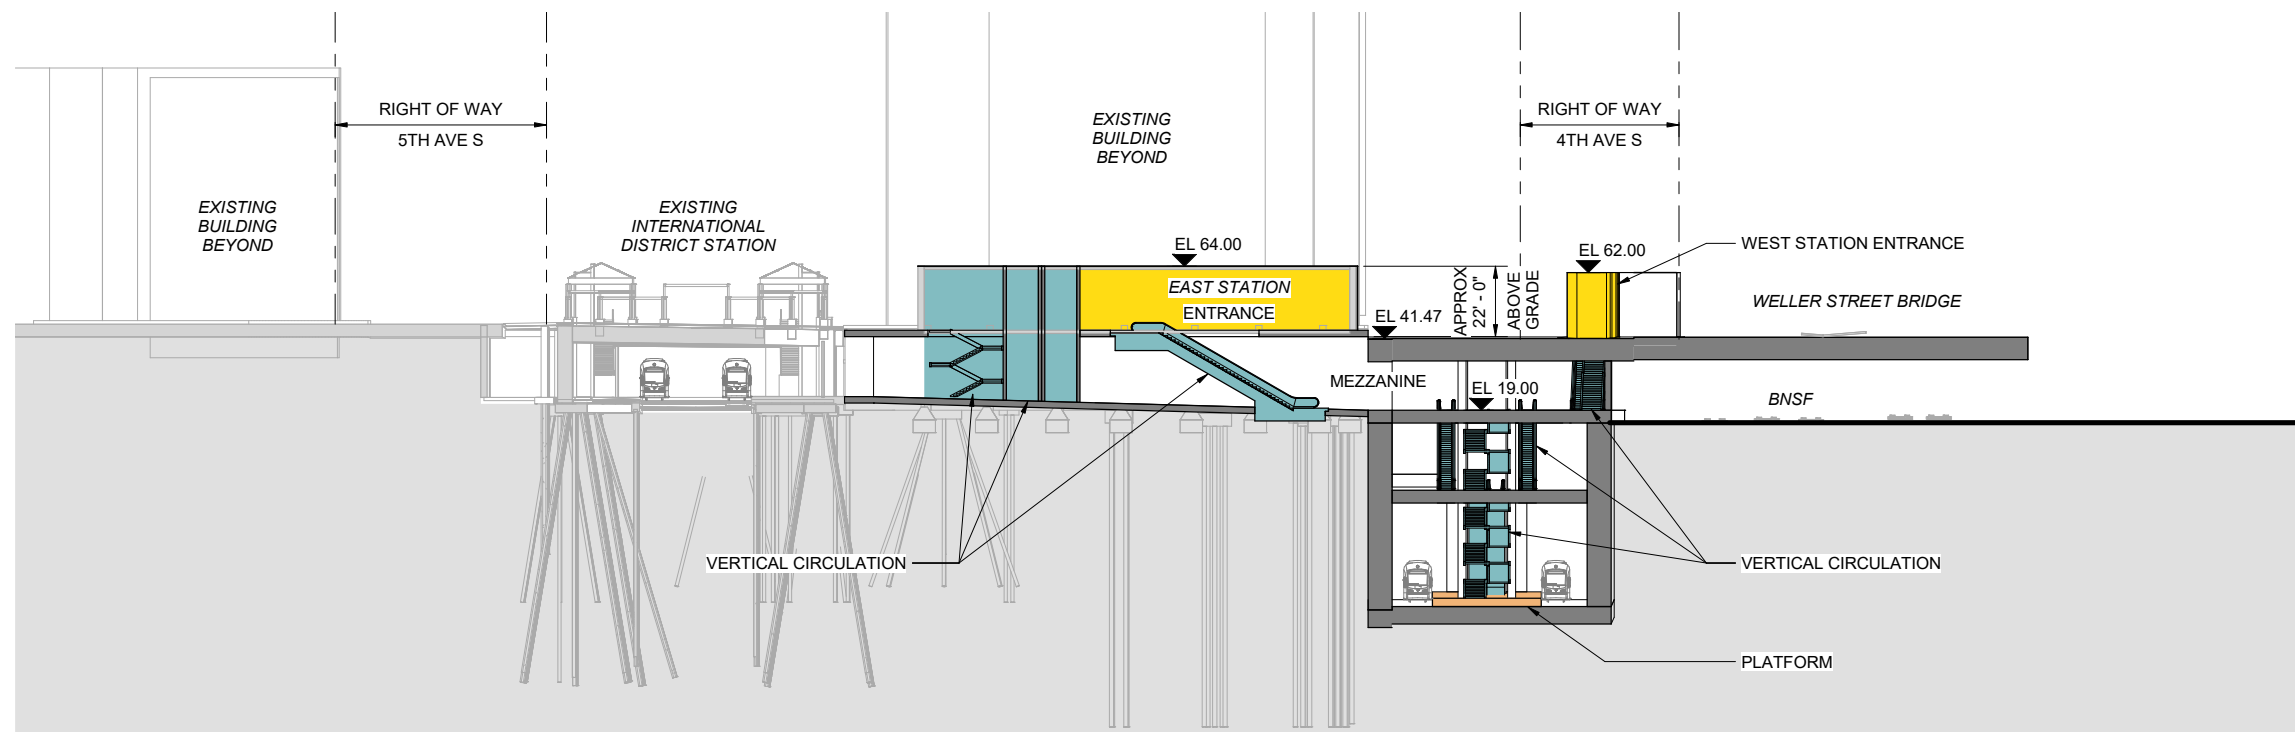 RIGHT OF WAY
5TH AVE S
RIGHT OF WAY
4TH AVE S
EXISTING
BUILDING
BEYOND
EXISTING
BUILDING
BEYOND
EXISTING
INTERNATIONAL
DISTRICT STATION
EL 64.00
EL 62.00
WEST STATION ENTRANCE
EAST STATION
ENTRANCE
EL 41.47
APPROX
22' - 0"
ABOVE
GRADE
WELLER STREET BRIDGE
MEZZANINE
EL 19.00
BNSF
VERTICAL CIRCULATION
VERTICAL CIRCULATION
PLATFORM